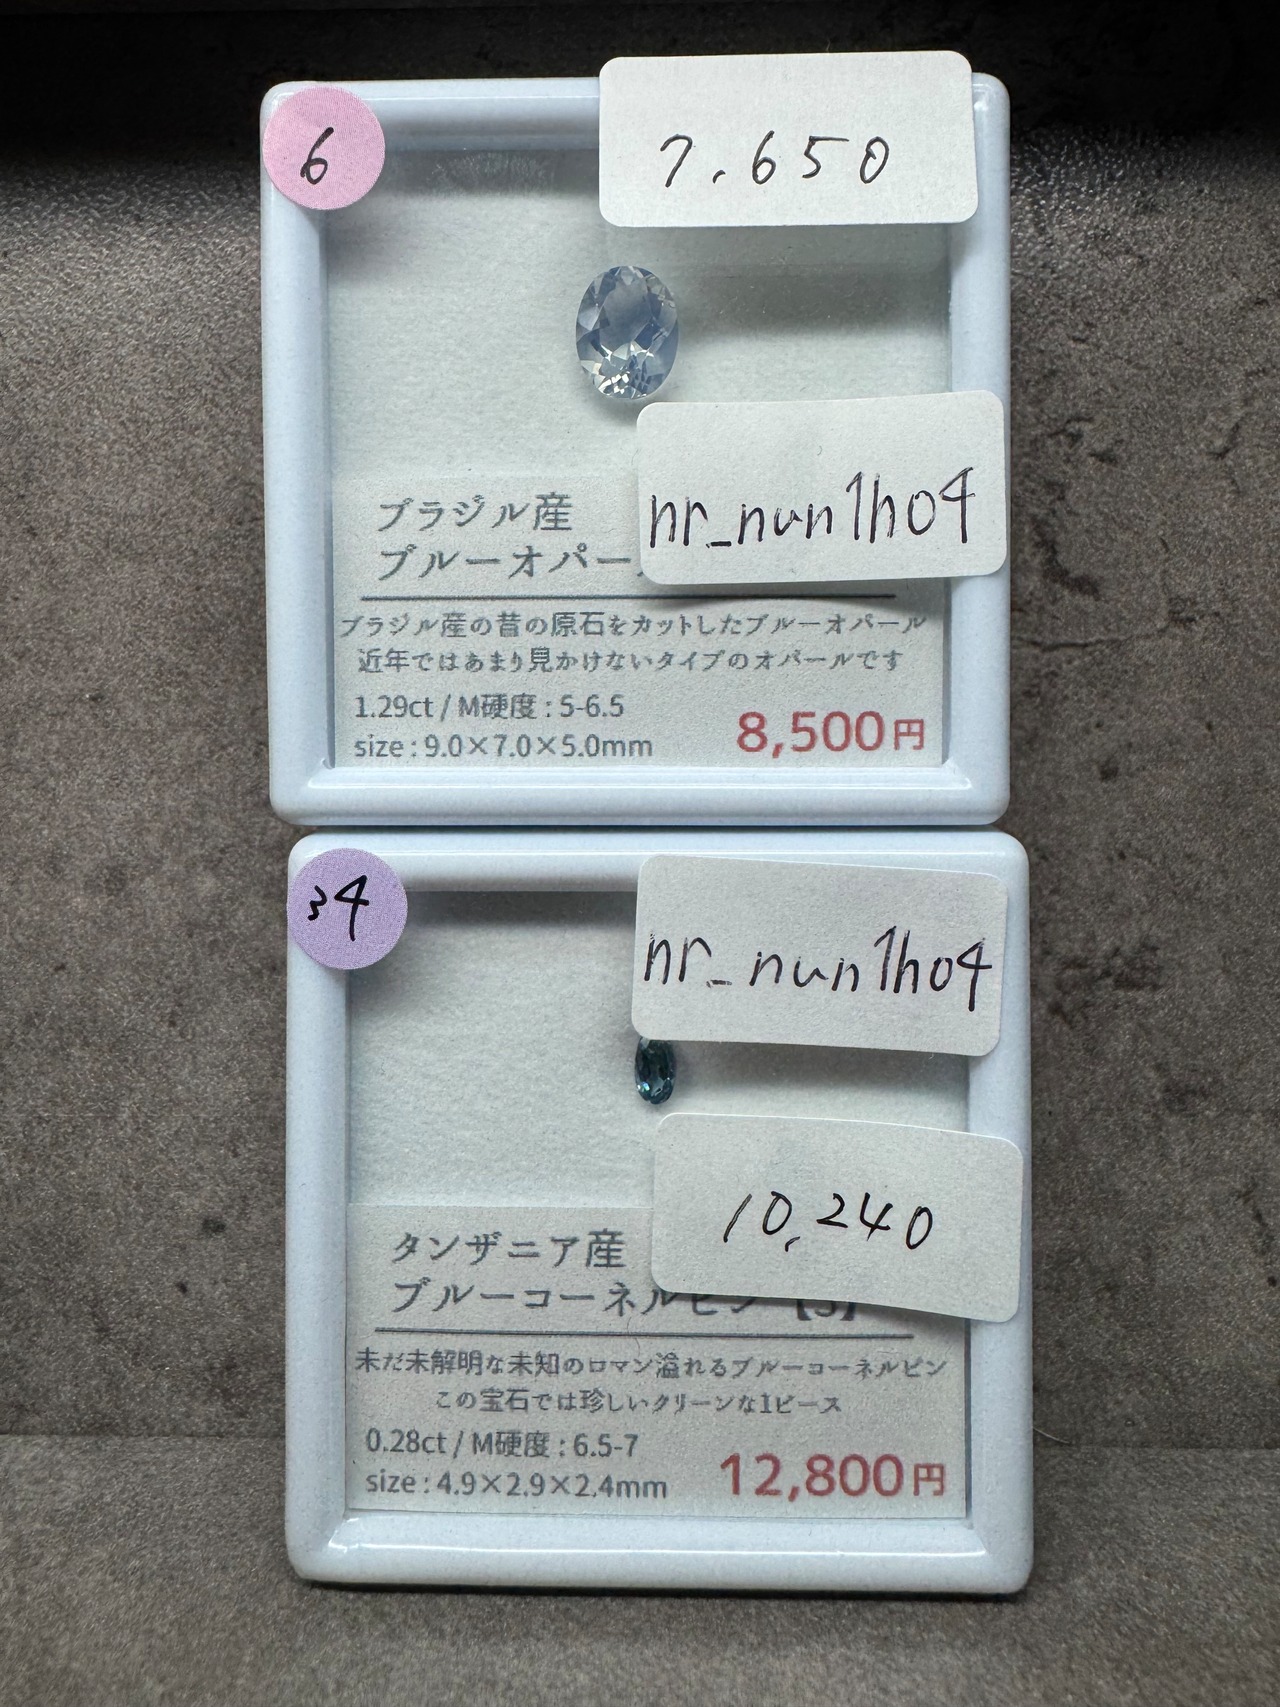 6
7.650
nr_nun1ho4
ブラジル産
ブルーオパー
ブラジル産の昔の原石をカットしたブルーオパール
近年ではあまり見かけないタイプのオパールです
1.29ct / M硬度 : 5-6.5
size : 9.0×7.0×5.0mm
8,500円
34
nr_nun1ho4
10,240
タンザニア産
ブルーコーネルピン【3】
未だ未解明な未知のロマン溢れるブルーコーネルピン
この宝石では珍しいクリーンな1ピース
0.28ct / M硬度 : 6.5-7
size : 4.9×2.9×2.4mm
12,800円